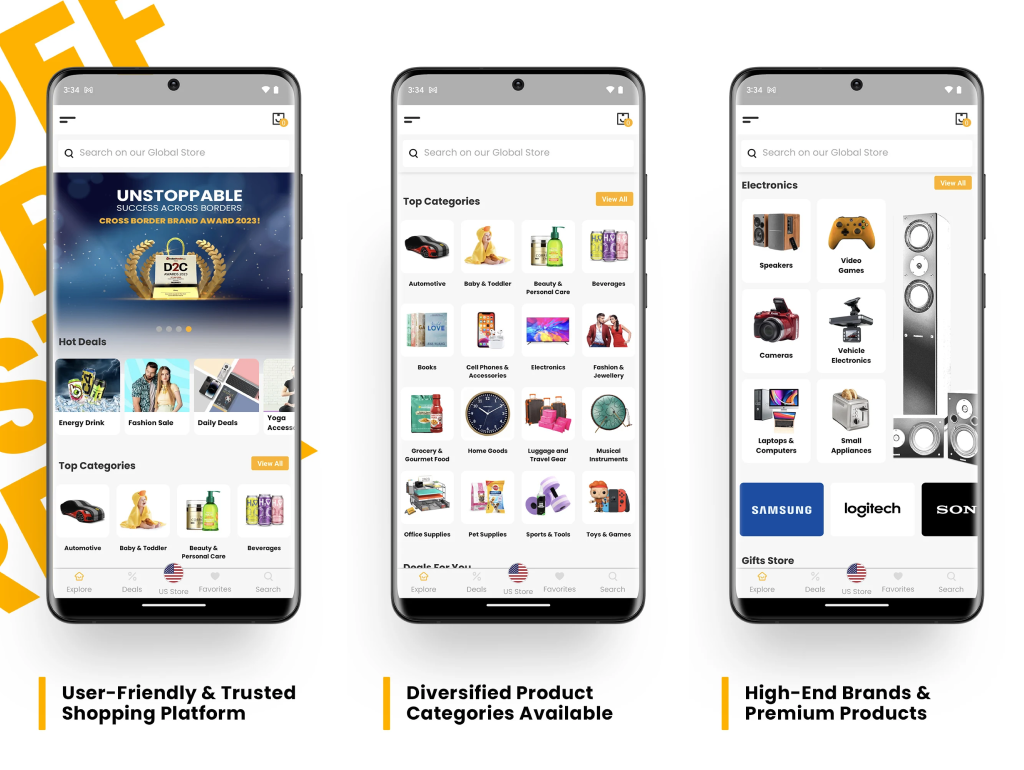 OFF
3:34
Search on our Global Store
UNSTOPPABLE
SUCCESS ACROSS BORDERS
CROSS BORDER BRAND AWARD 2023!
D2C
Hot Deals
Energy Drink
Fashion Sale
Daily Deals
Yoga
Top Categories
View All
Automotive
Baby & Toddler
Beauty &
Personal Care
Beverages
Explore
Deals
US Store
Favorites
Search
User-Friendly & Trusted
Shopping Platform
3:34
Search on our Global Store
Top Categories
View All
Automotive
Baby & Toddler
Beauty &
Personal Care
Beverages
LOVE
Books
Cell Phones &
Accessories
Electronics
Fashion &
Jewellery
Grocery &
Gourmet Food
Home Goods
Luggage and
Travel Gear
Musical
Instruments
Office Supplies
Pet Supplies
Sports & Tools
Toys & Games
Deals For You
Explore
Deals
US Store
Favorites
Search
Diversified Product
Categories Available
3:34
Search on our Global Store
Electronics
View All
Speakers
Video
Games
Cameras
Vehicle
Electronics
Laptops &
Computers
Small
Appliances
SAMSUNG
logitech
SON
Gifts Store
Explore
Deals
US Store
Favorites
Search
High-End Brands &
Premium Products